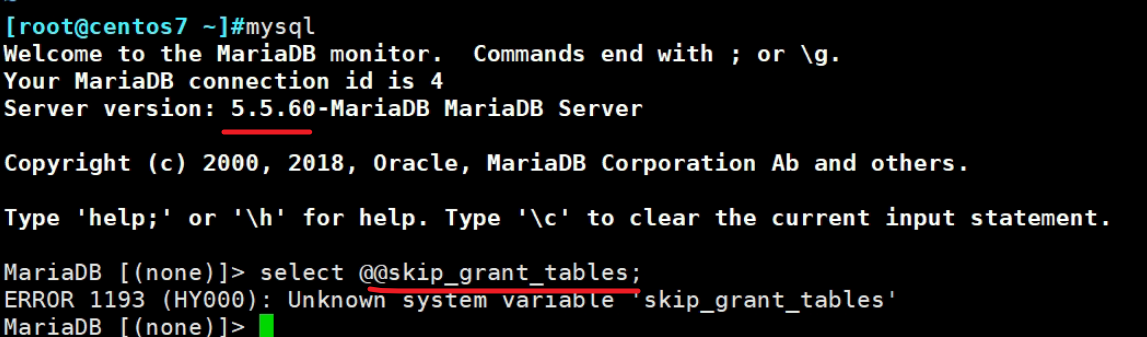 [root@centos7 ~]#mysql
Welcome to the MariaDB monitor.  Commands end with ; or \g.
Your MariaDB connection id is 4
Server version: 5.5.60-MariaDB MariaDB Server
Copyright (c) 2000, 2018, Oracle, MariaDB Corporation Ab and others.
Type 'help;' or '\h' for help. Type '\c' to clear the current input statement.
MariaDB [(none)]> select @@skip_grant_tables;
ERROR 1193 (HY000): Unknown system variable 'skip_grant_tables'
MariaDB [(none)]>